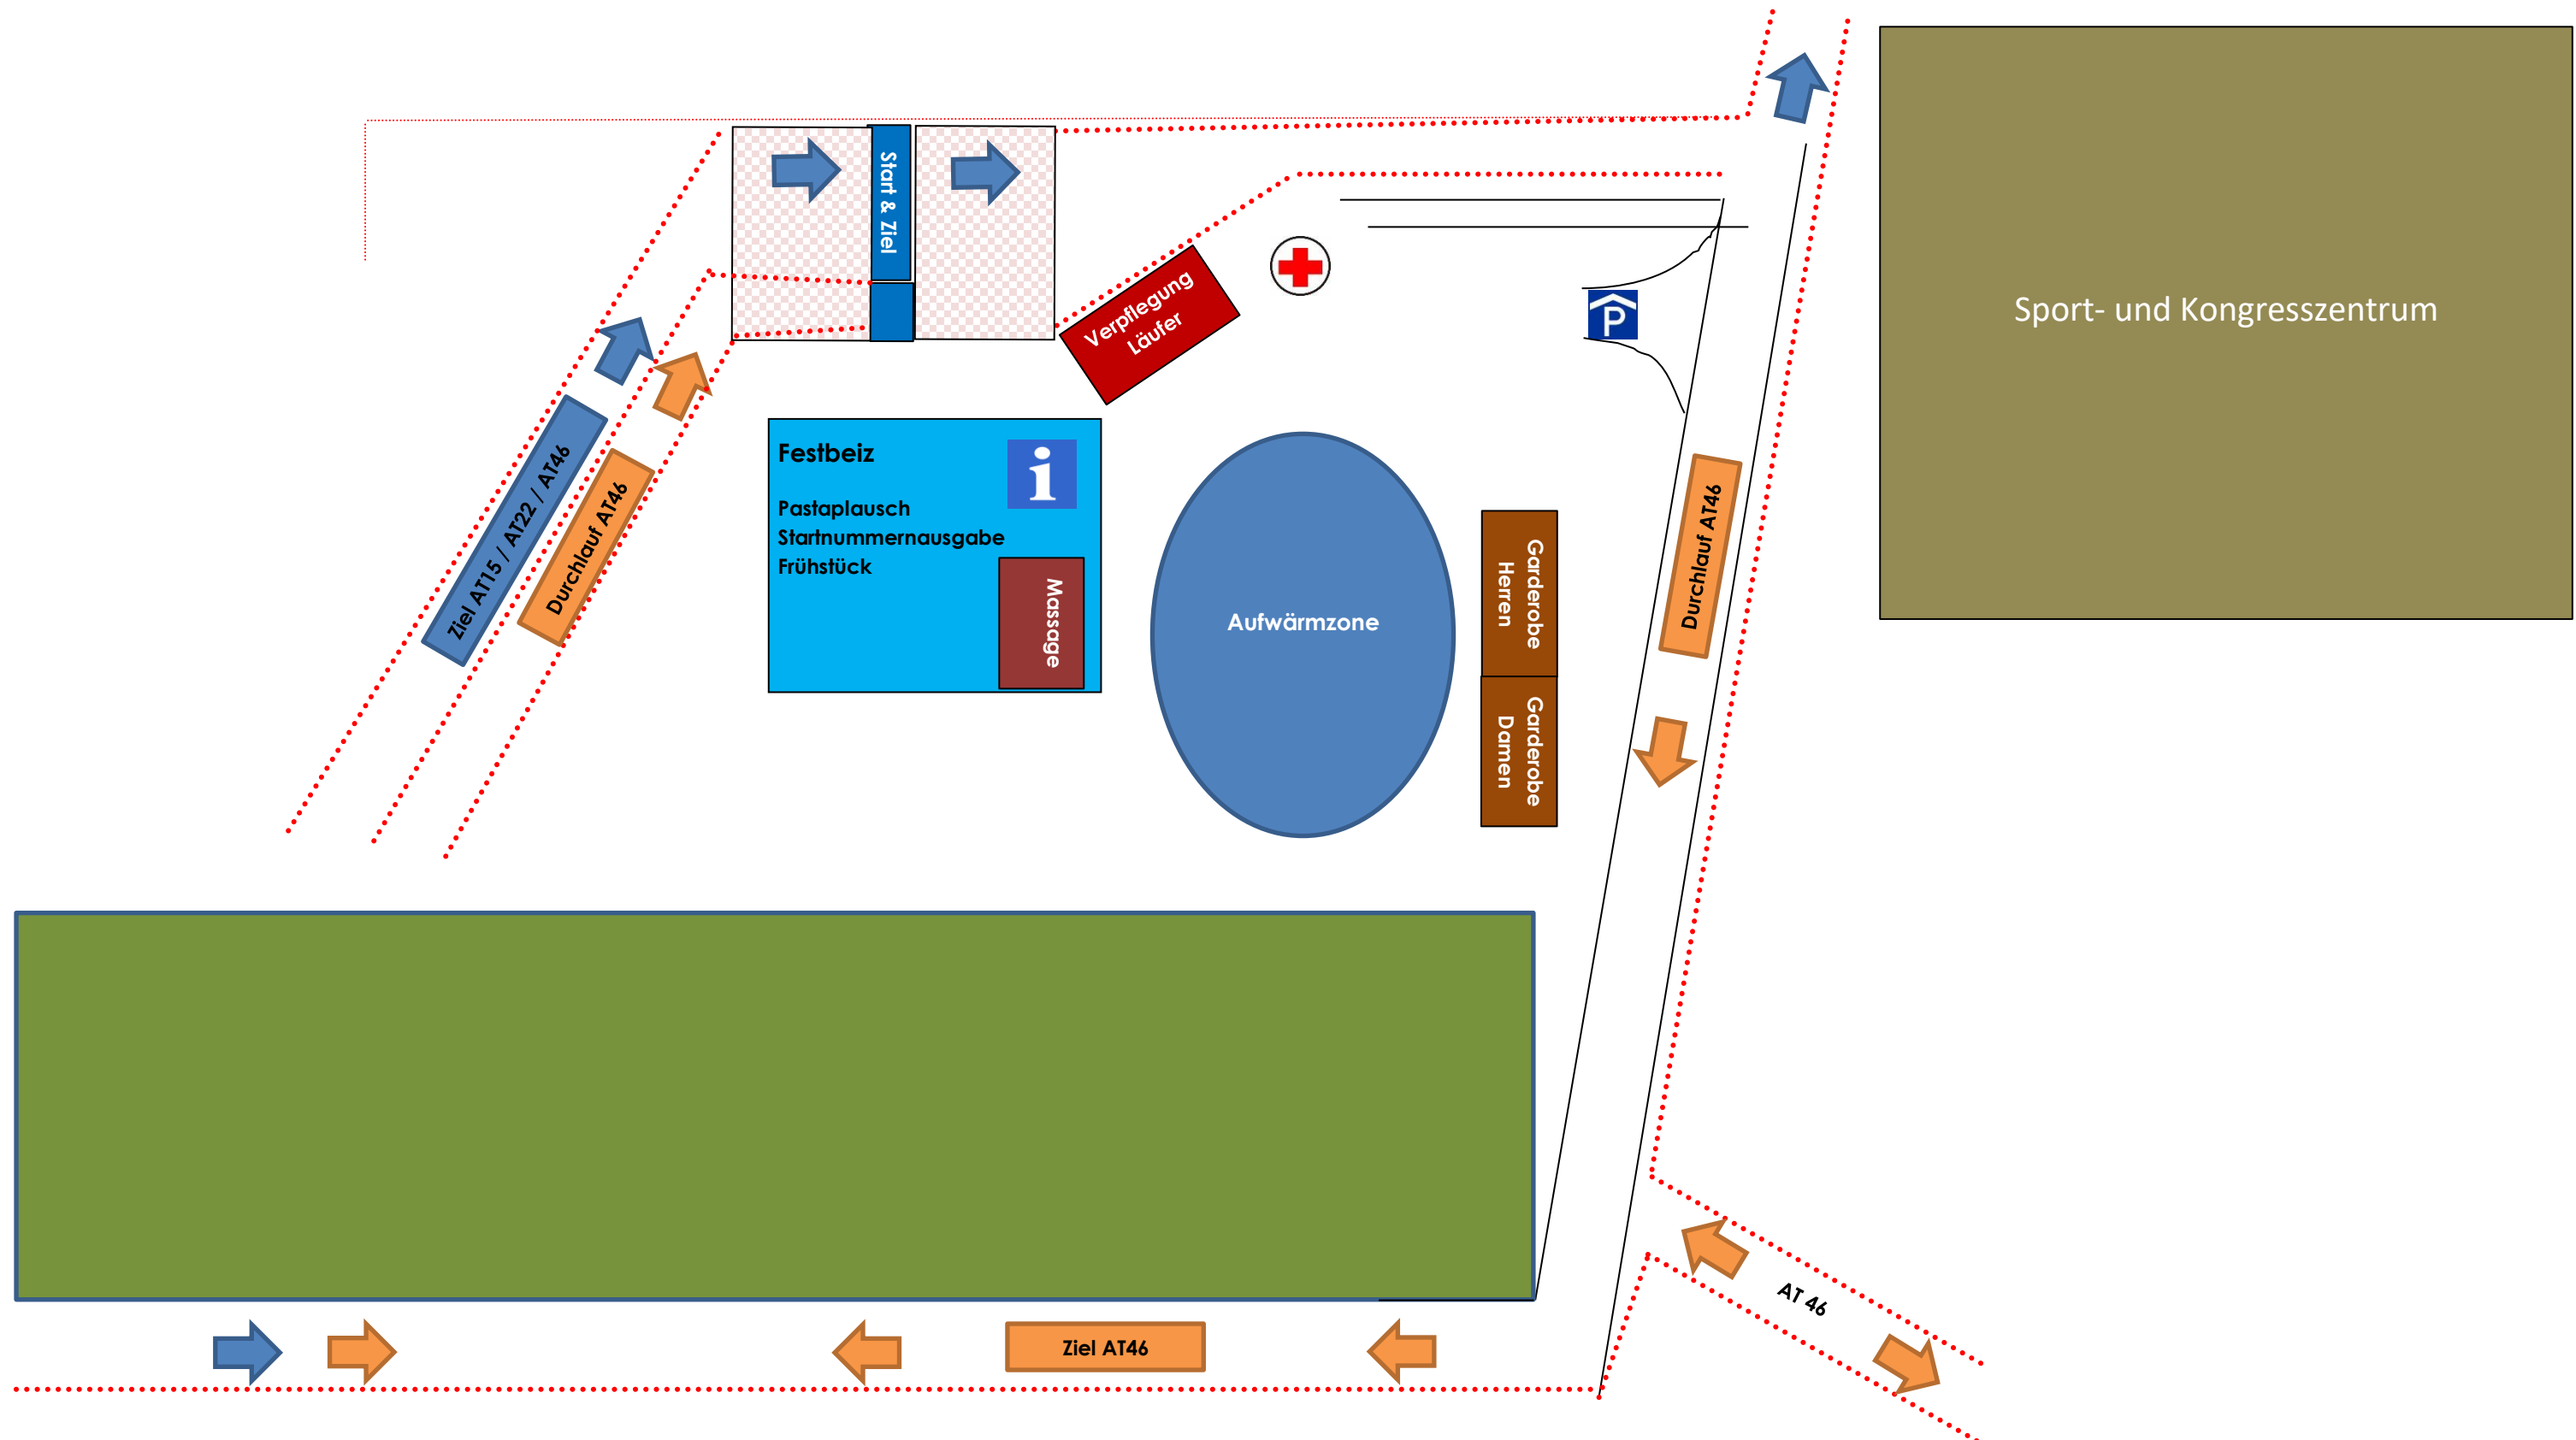 Start & Ziel
Verpflegung
Läufer
P
Sport- und Kongresszentrum
Ziel AT15 / AT22 / AT46
Durchlauf AT46
Festbeiz
i
Pastaplausch
Startnummernausgabe
Frühstück
Massage
Aufwärmzone
Garderobe
Herren
Garderobe
Damen
Durchlauf AT46
AT 46
Ziel AT46